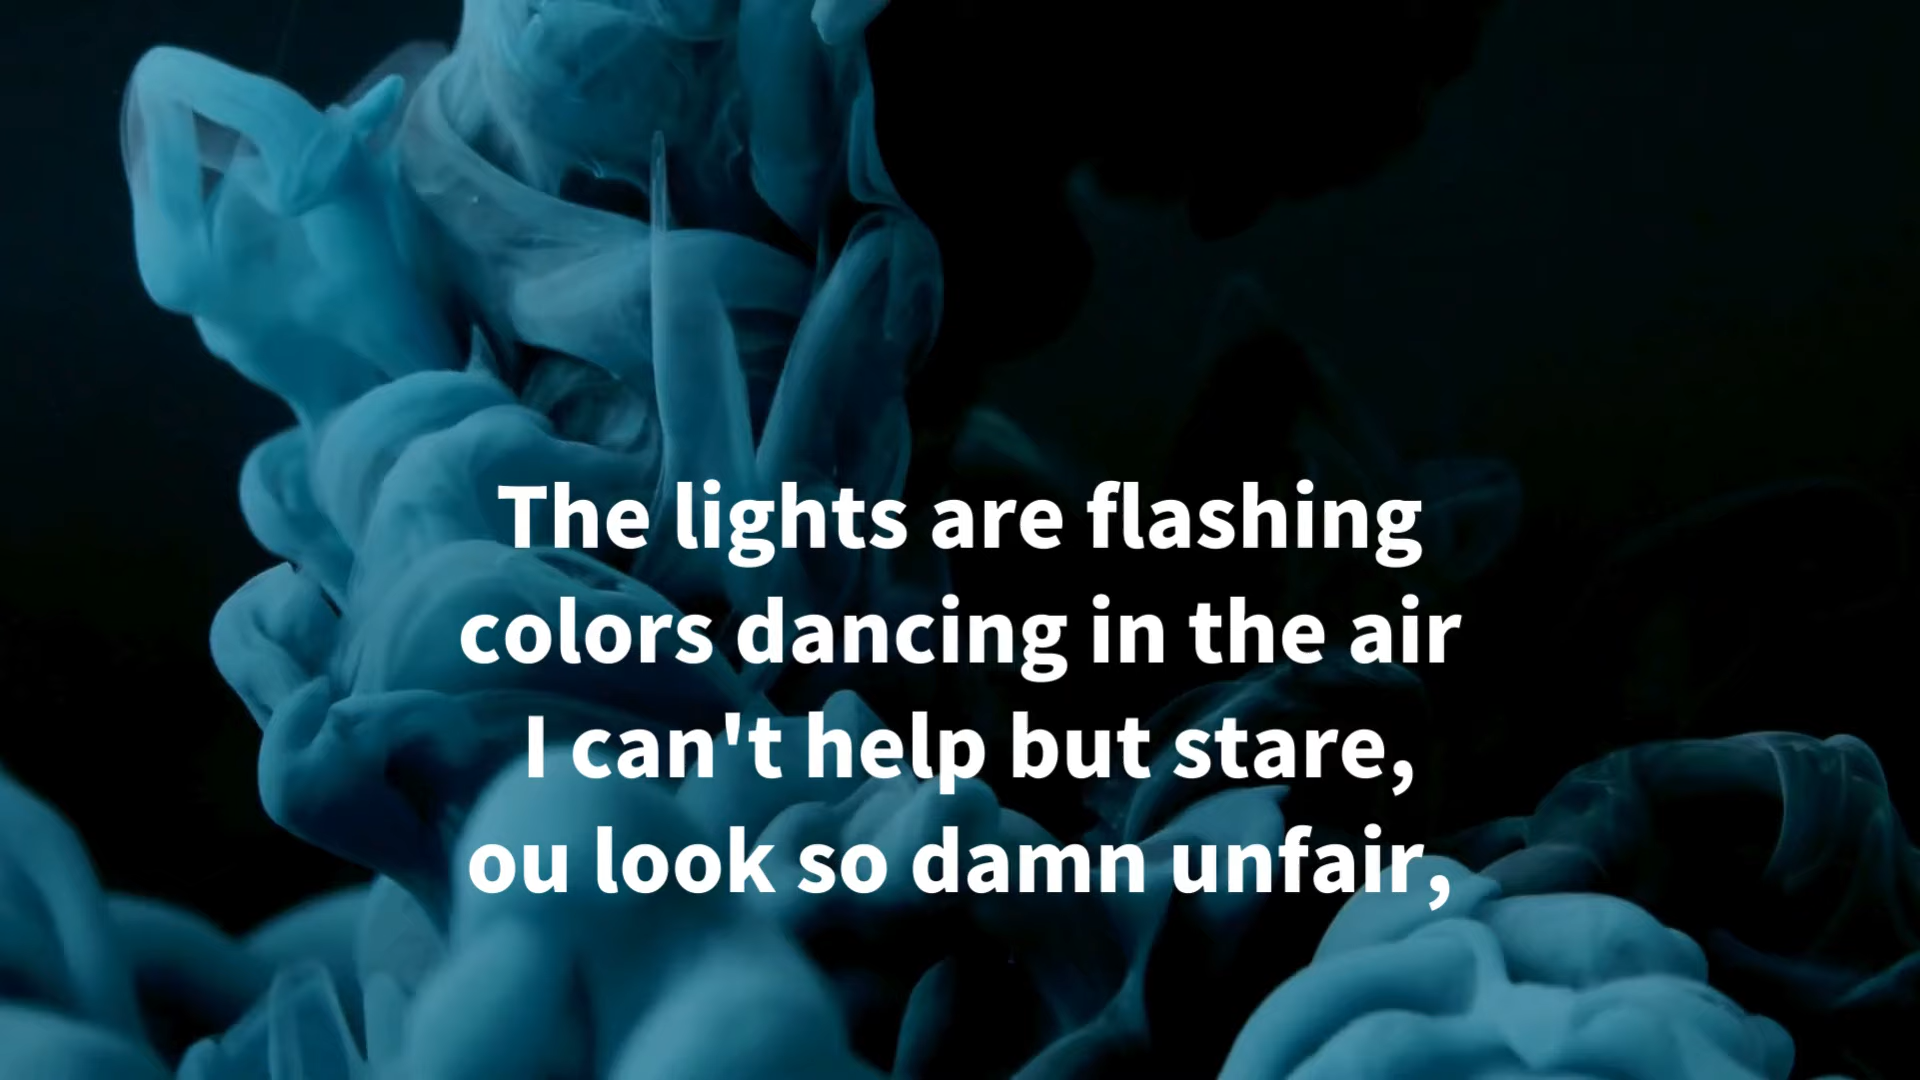 The lights are flashing
colors dancing in the air
I can't help but stare,
ou look so damn unfair,